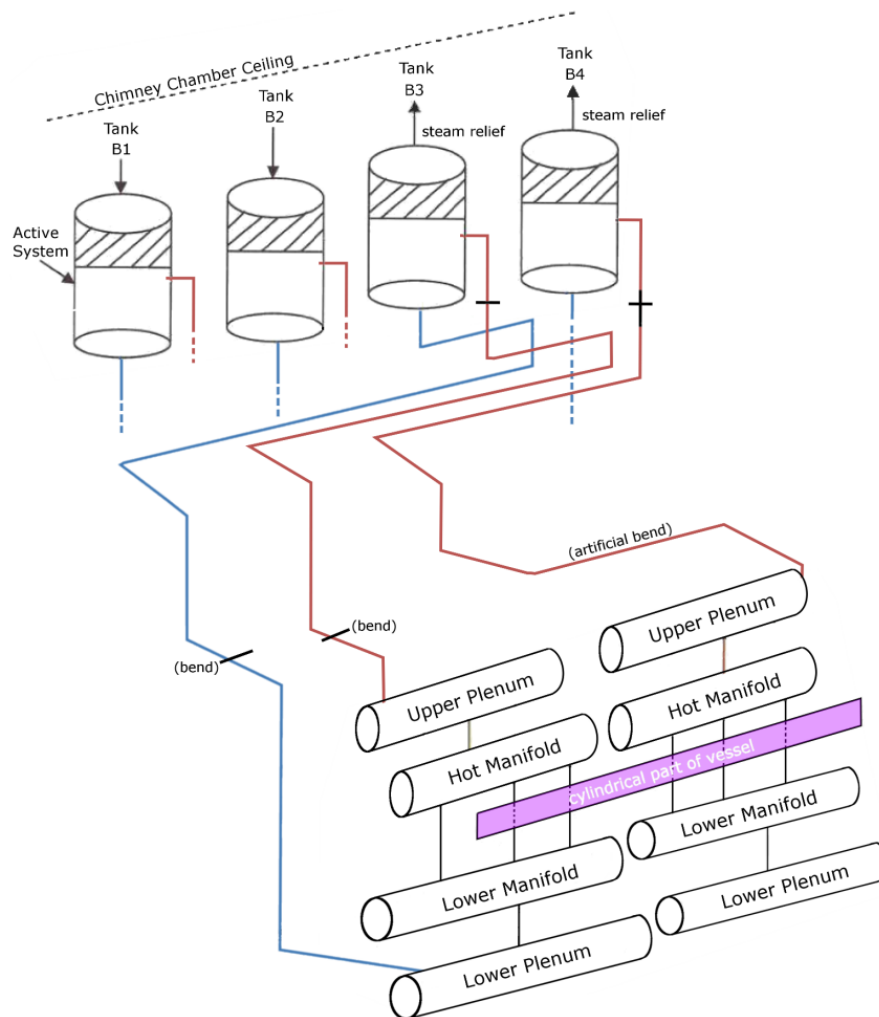 Chimney Chamber Ceiling
Tank
B1
Tank
B2
Tank
B3
steam relief
Tank
B4
steam relief
Active
System
(artificial bend)
(bend)
(bend)
Upper Plenum
Upper Plenum
Hot Manifold
Hot Manifold
cylindrical part of vessel
Lower Manifold
Lower Manifold
Lower Plenum
Lower Plenum